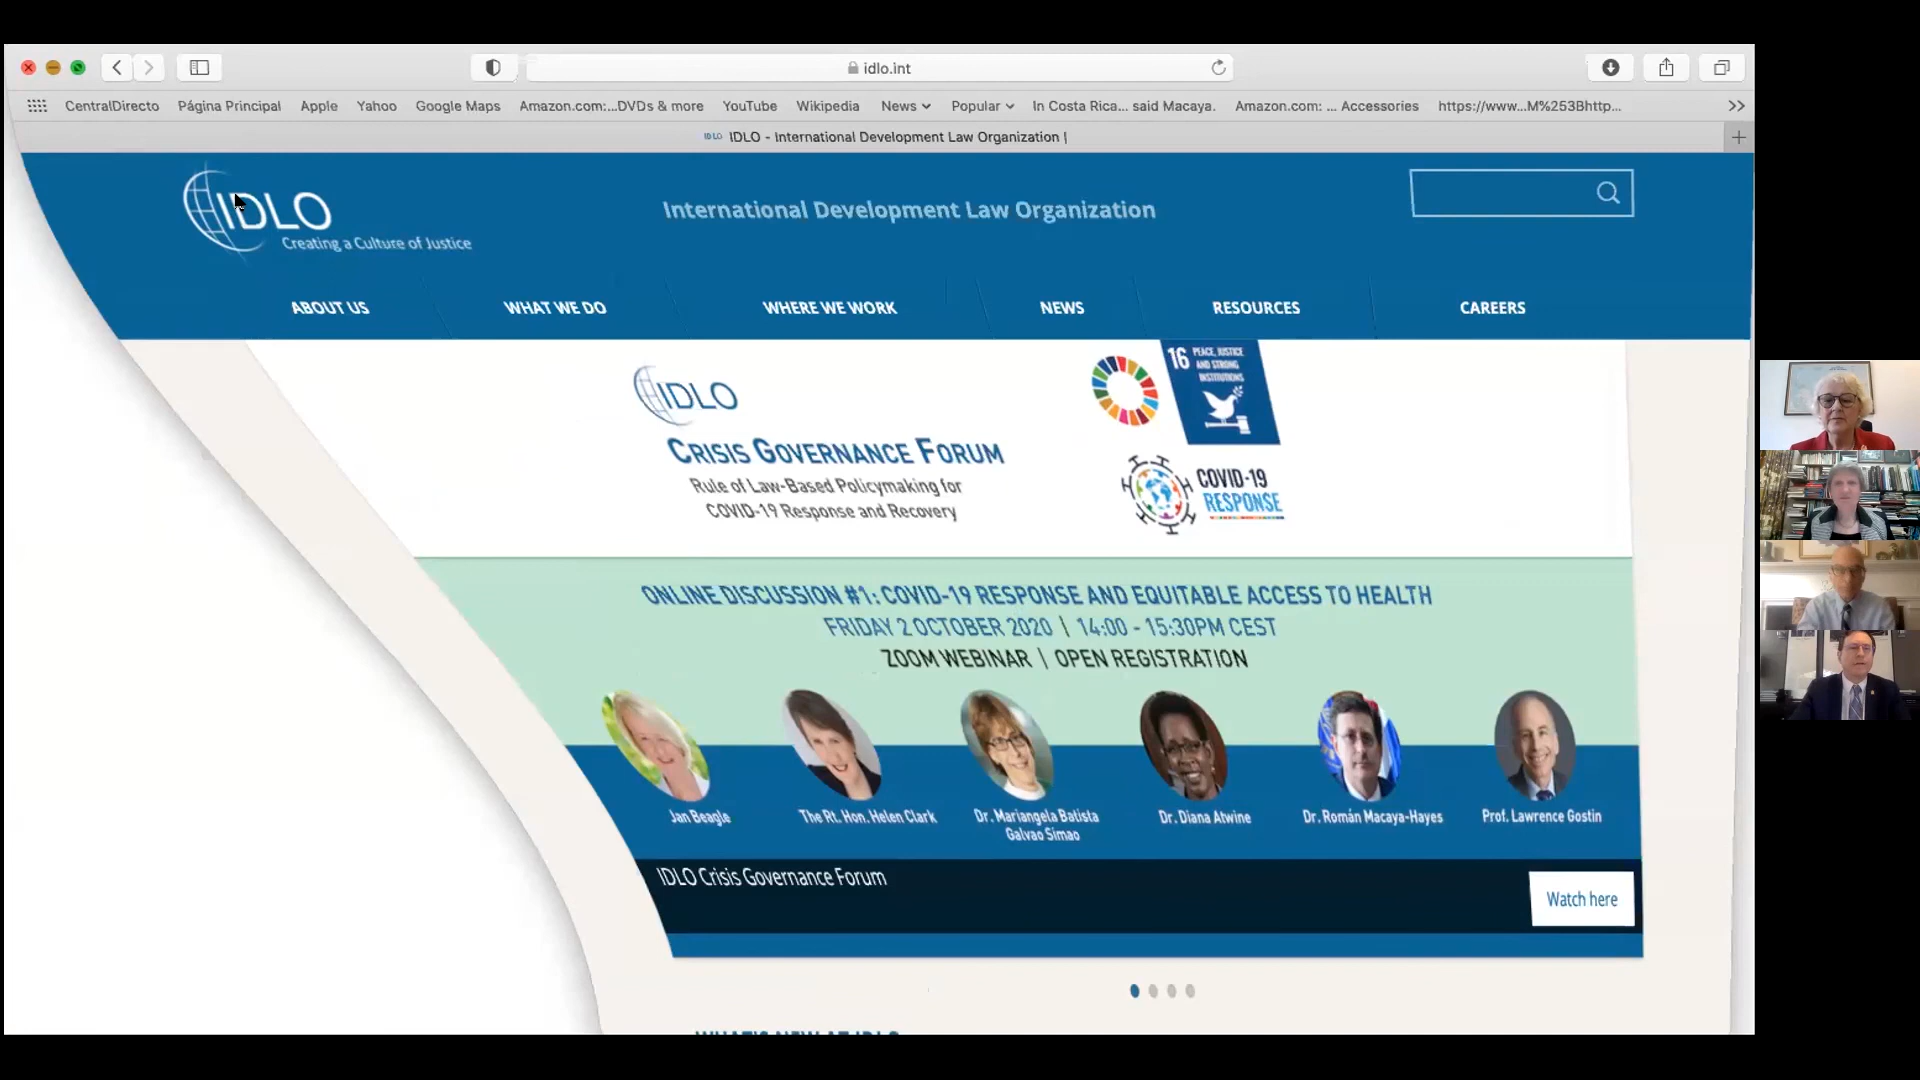 idlo.int
CentralDirecto Página Principal Apple Yahoo Google Maps Amazon.com:...DVDs & more YouTube Wikipedia News Popular In Costa Rica... said Macaya. Amazon.com: ... Accessories https://www...M%253Bhttp...
IDLO IDLO - International Development Law Organization |
IDLO
Creating a Culture of Justice
International Development Law Organization
ABOUT US WHAT WE DO WHERE WE WORK NEWS RESOURCES CAREERS
IDLO
CRISIS GOVERNANCE FORUM
Rule of Law-Based Policymaking for
COVID-19 Response and Recovery
16 PEACE, JUSTICE
AND STRONG
INSTITUTIONS
COVID-19
RESPONSE
ONLINE DISCUSSION #1: COVID-19 RESPONSE AND EQUITABLE ACCESS TO HEALTH
FRIDAY 2 OCTOBER 2020 | 14:00 - 15:30PM CEST
ZOOM WEBINAR | OPEN REGISTRATION
Jan Beagle
The Rt. Hon. Helen Clark
Dr. Mariangela Batista
Galvao Simao
Dr. Diana Atwine
Dr. Román Macaya-Hayes
Prof. Lawrence Gostin
IDLO Crisis Governance Forum
Watch here
WHAT'S NEW AT IDLO